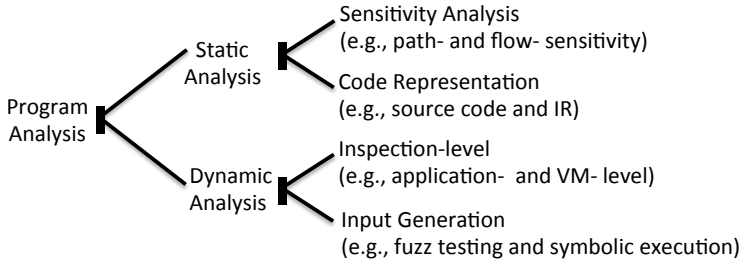 Program
Analysis
Static
Analysis
Sensitivity Analysis
(e.g., path- and flow- sensitivity)
Code Representation
(e.g., source code and IR)
Dynamic
Analysis
Inspection-level
(e.g., application-  and VM- level)
Input Generation
(e.g., fuzz testing and symbolic execution)